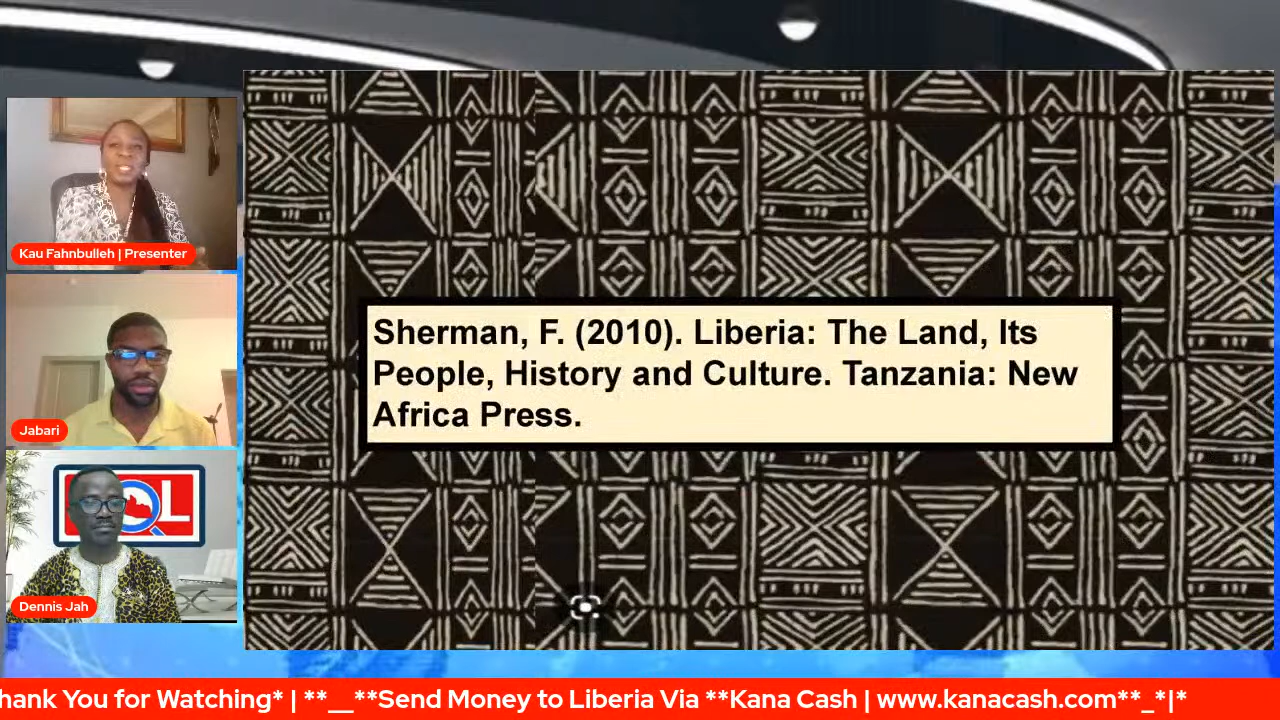 Kau Fahnbulleh | Presenter
Jabari
Dennis Jah
Sherman, F. (2010). Liberia: The Land, Its
People, History and Culture. Tanzania: New
Africa Press.
hank You for Watching* | **__**Send Money to Liberia Via **Kana Cash | www.kanacash.com**_*|*